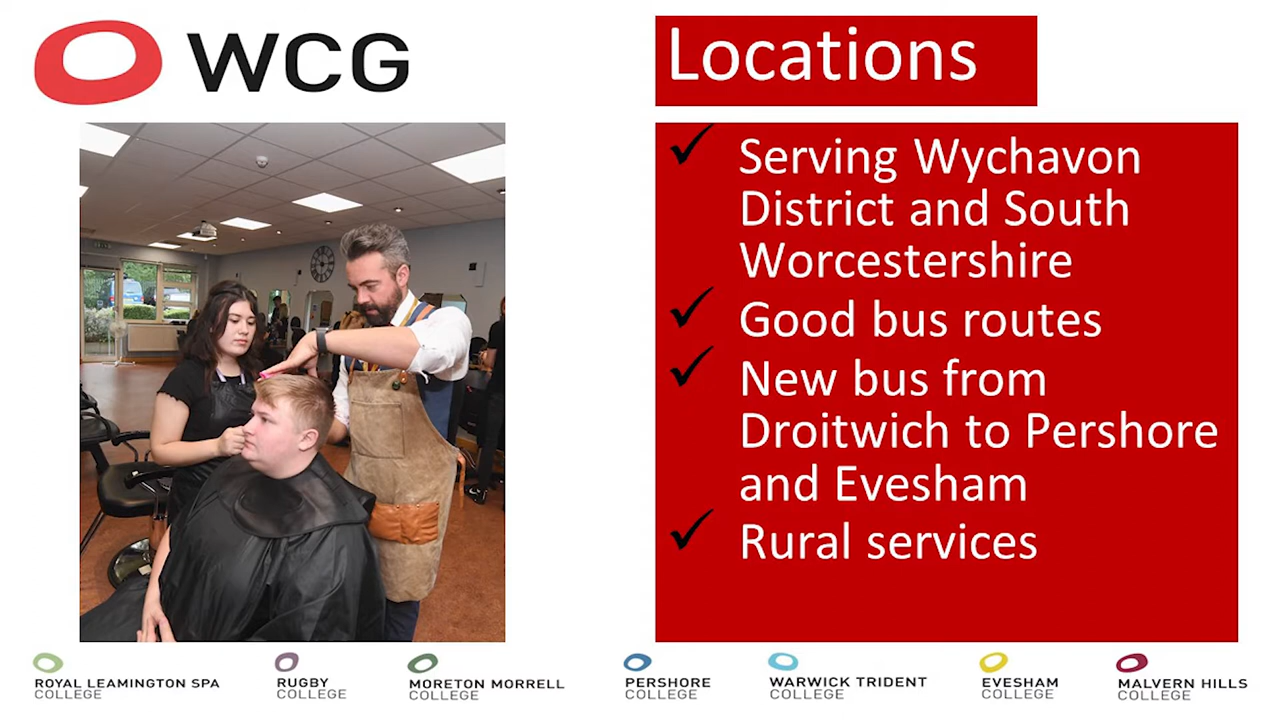 WCG
Locations
✓ Serving Wychavon
District and South
Worcestershire
✓ Good bus routes
✓ New bus from
Droitwich to Pershore
and Evesham
✓ Rural services
ROYAL LEAMINGTON SPA
COLLEGE
RUGBY
COLLEGE
MORETON MORRELL
COLLEGE
PERSHORE
COLLEGE
WARWICK TRIDENT
COLLEGE
EVESHAM
COLLEGE
MALVERN HILLS
COLLEGE